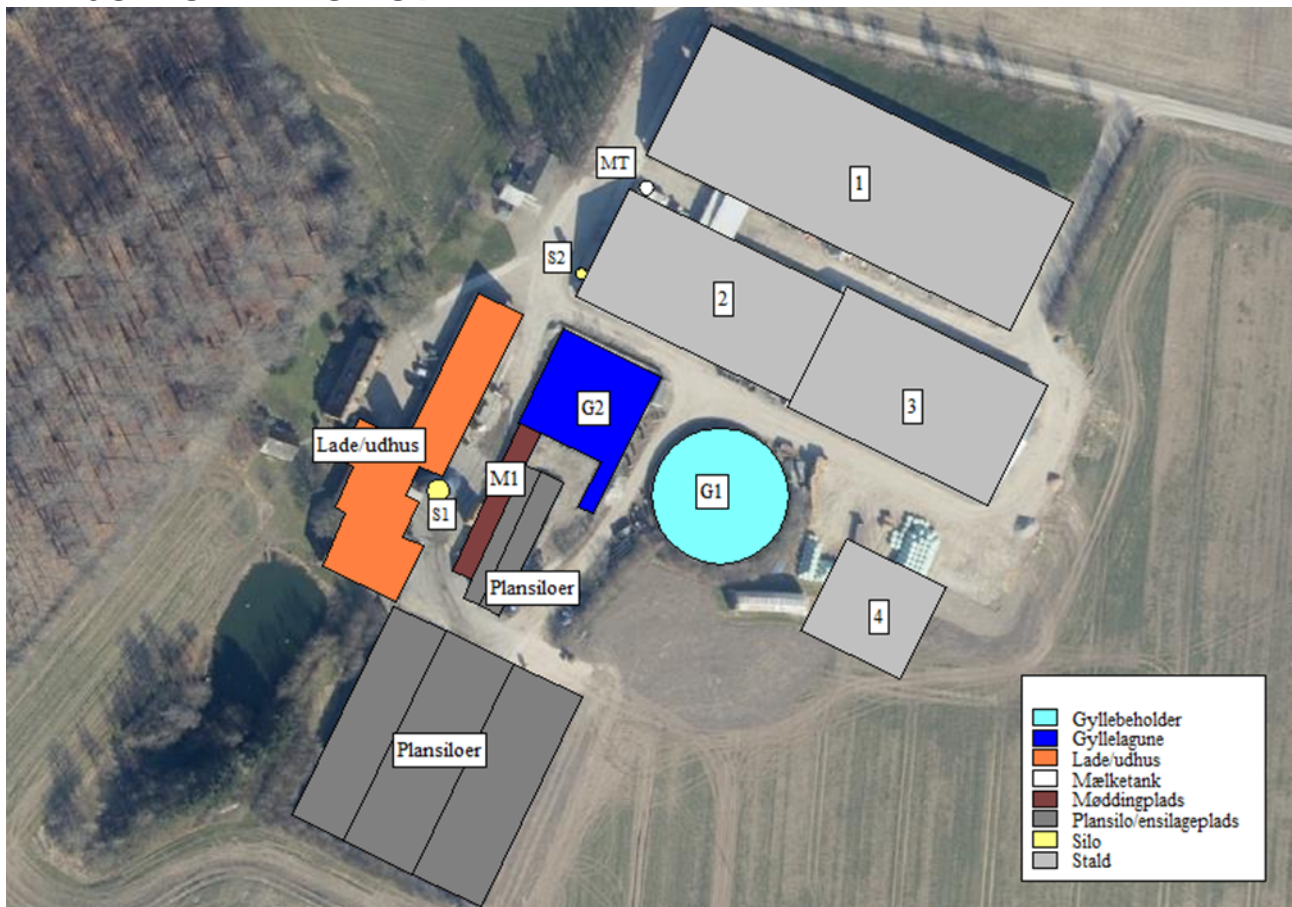 1
MT
S2
2
3
G2
Lade/udhus
M1
G1
S1
Plansiloer
4
Plansiloer
Gyllebeholder
Gyllelagune
Lade/udhus
Mælketank
Møddingplads
Plansilo/ensilageplads
Silo
Stald